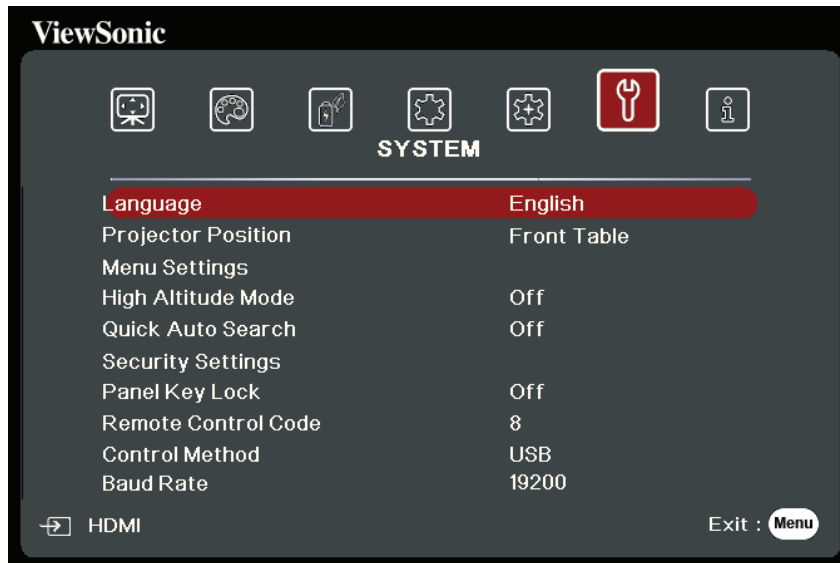 ViewSonic
SYSTEM
Language English
Projector Position Front Table
Menu Settings
High Altitude Mode Off
Quick Auto Search Off
Security Settings
Panel Key Lock Off
Remote Control Code 8
Control Method USB
Baud Rate 19200
HDMI Exit : Menu